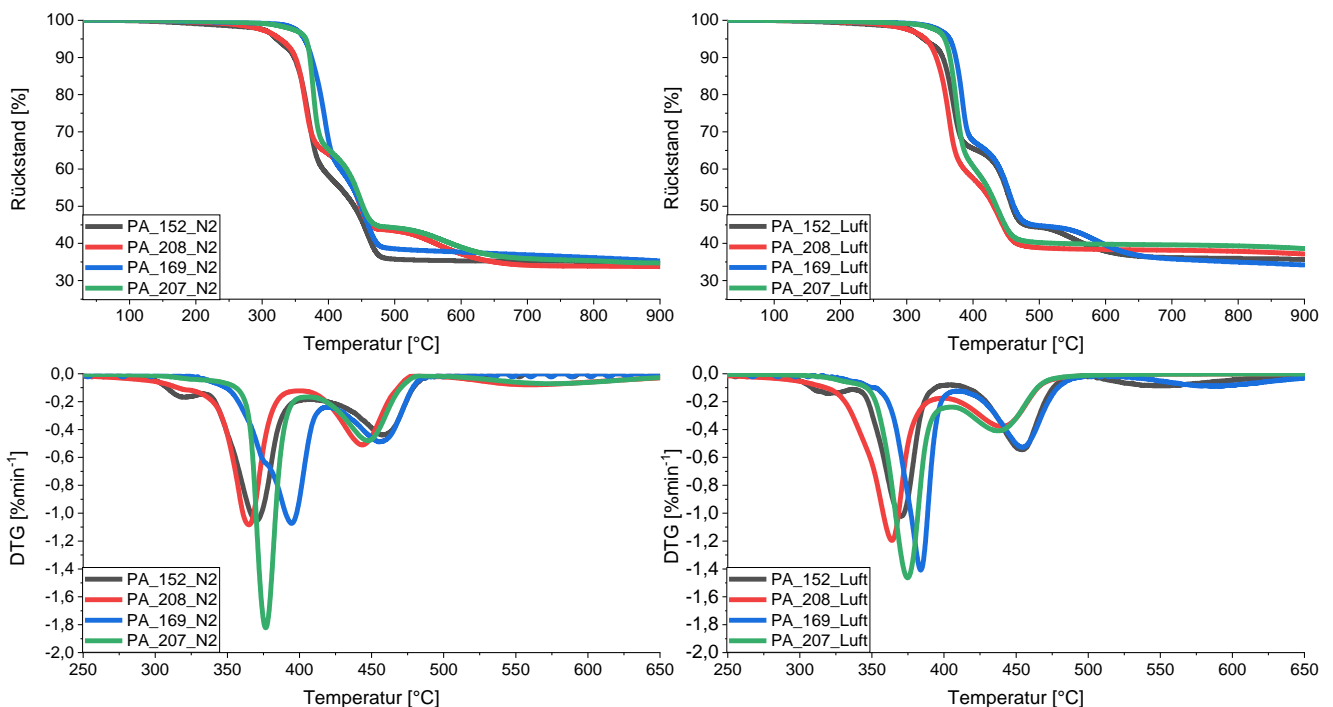 100
90
80
70
60
50
40
30
Rückstand [%]
PA_152_N2
PA_208_N2
PA_169_N2
PA_207_N2
100 200 300 400 500 600 700 800 900
Temperatur [°C]
100
90
80
70
60
50
40
30
Rückstand [%]
PA_152_Luft
PA_208_Luft
PA_169_Luft
PA_207_Luft
100 200 300 400 500 600 700 800 900
Temperatur [°C]
0,0
-0,2
-0,4
-0,6
-0,8
-1,0
-1,2
-1,4
-1,6
-1,8
-2,0
DTG [%min⁻¹]
PA_152_N2
PA_208_N2
PA_169_N2
PA_207_N2
250 300 350 400 450 500 550 600 650
Temperatur [°C]
0,0
-0,2
-0,4
-0,6
-0,8
-1,0
-1,2
-1,4
-1,6
-1,8
-2,0
DTG [%min⁻¹]
PA_152_Luft
PA_208_Luft
PA_169_Luft
PA_207_Luft
250 300 350 400 450 500 550 600 650
Temperatur [°C]